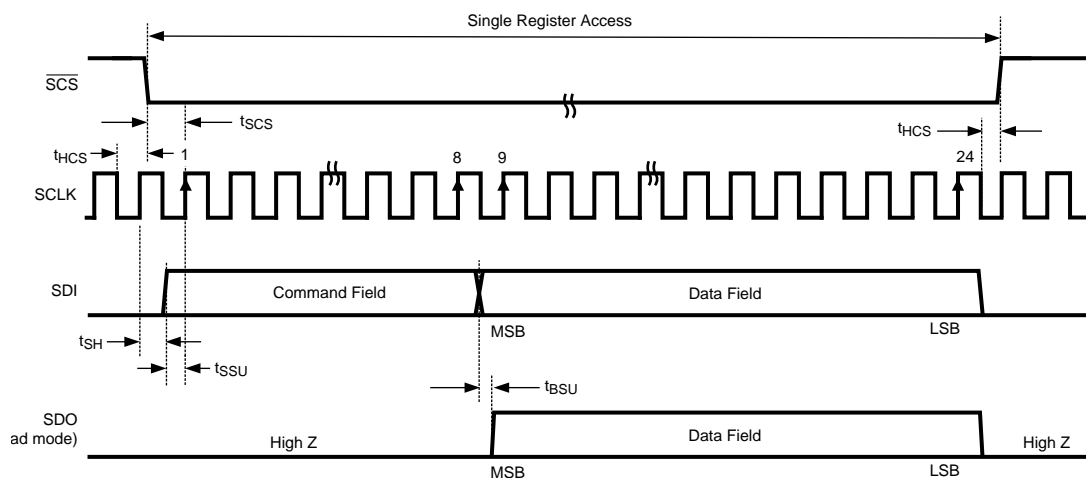 Single Register Access
SCS
tSCS
tHCS
tHCS
1
8
9
24
SCLK
SDI
Command Field
Data Field
MSB
LSB
tSH
tSSU
tBSU
SDO
ad mode)
High Z
Data Field
High Z
MSB
LSB